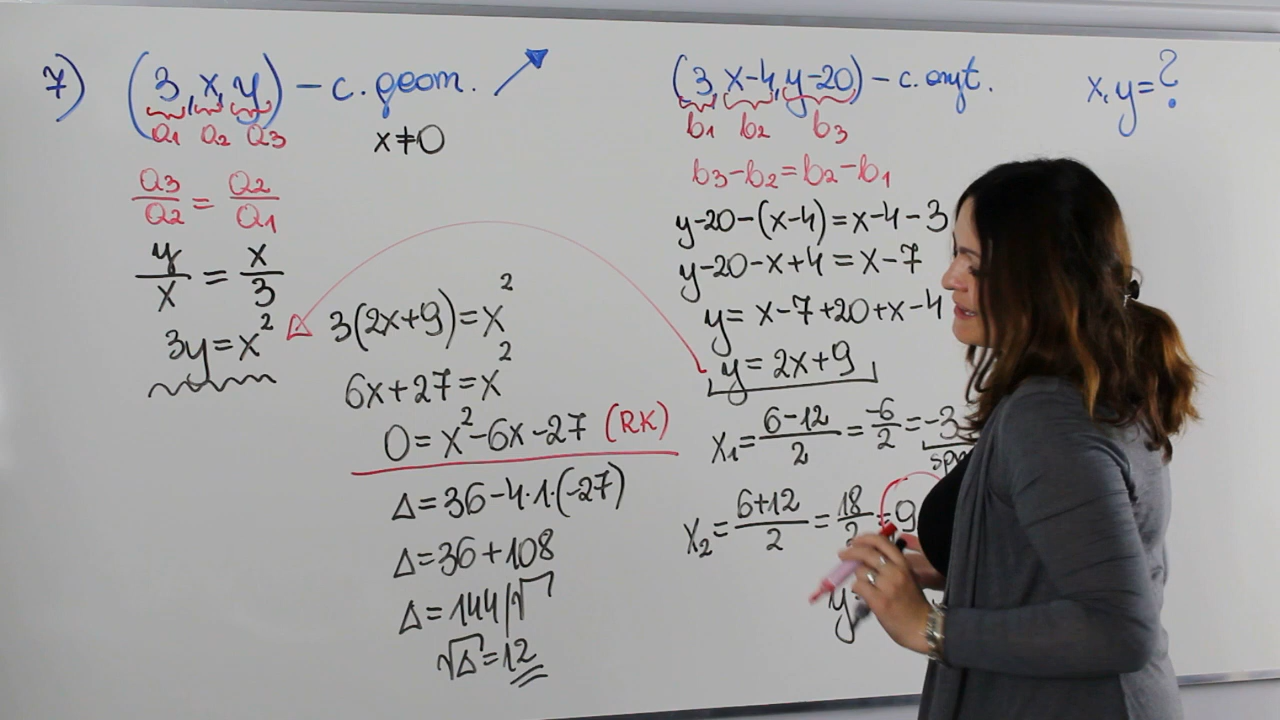 7) (3, x, y) – c. geom. ↗
a₁ a₂ a₃
x≠0
a₃/a₂ = a₂/a₁
y/x = x/3
3y = x²
3(2x+9) = x²
6x+27 = x²
0 = x²-6x-27 (RK)
Δ = 36-4·1·(-27)
Δ = 36+108
Δ = 144/√
√Δ = 12
(3, x-4, y-20) – c. aryt.
b₁ b₂ b₃
b₃-b₂ = b₂-b₁
y-20-(x-4) = x-4-3
y-20-x+4 = x-7
y = x-7+20+x-4
y = 2x+9
x₁ = (6-12)/2 = -6/2 = -3
x₂ = (6+12)/2 = 18/2 = 9
y
x, y = ?